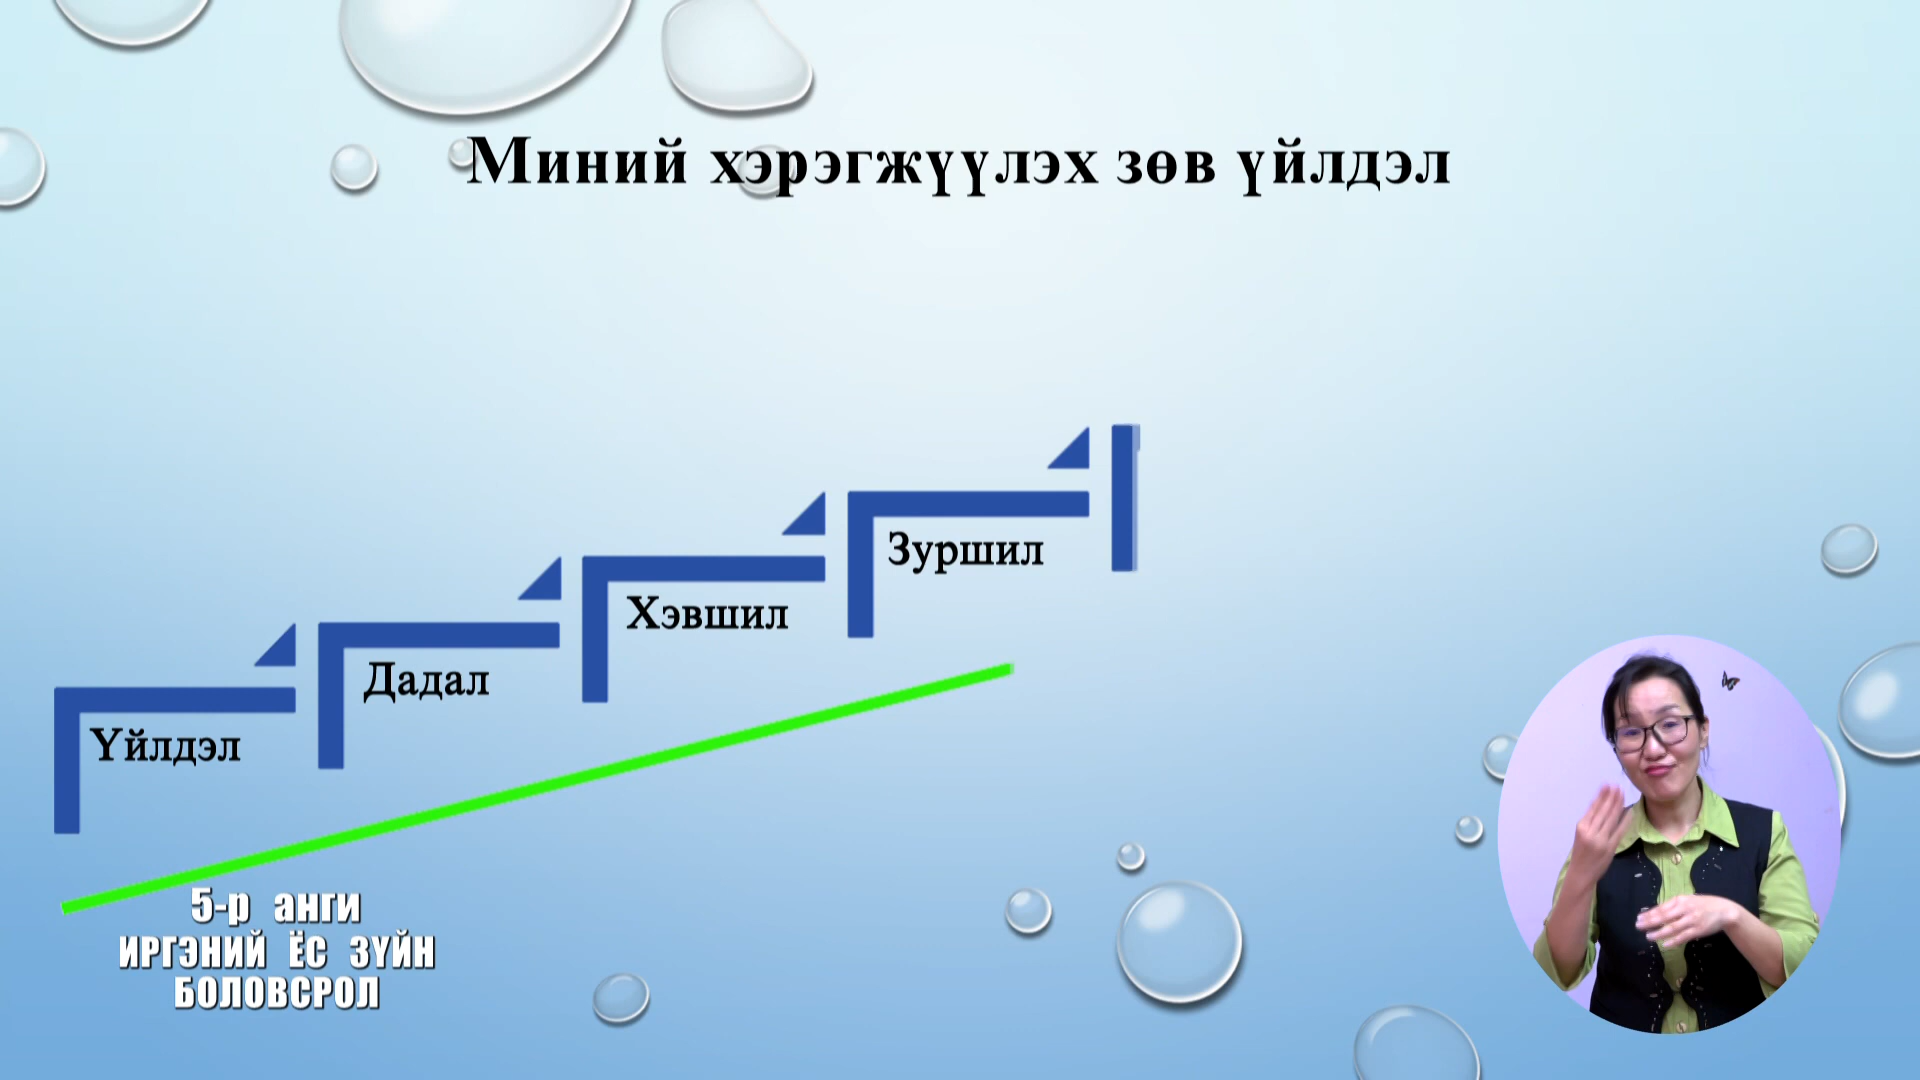 Миний хэрэгжүүлэх зөв үйлдэл
Зуршил
Хэвшил
Дадал
Үйлдэл
5-р анги
ИРГЭНИЙ ЁС ЗҮЙН
БОЛОВСРОЛ